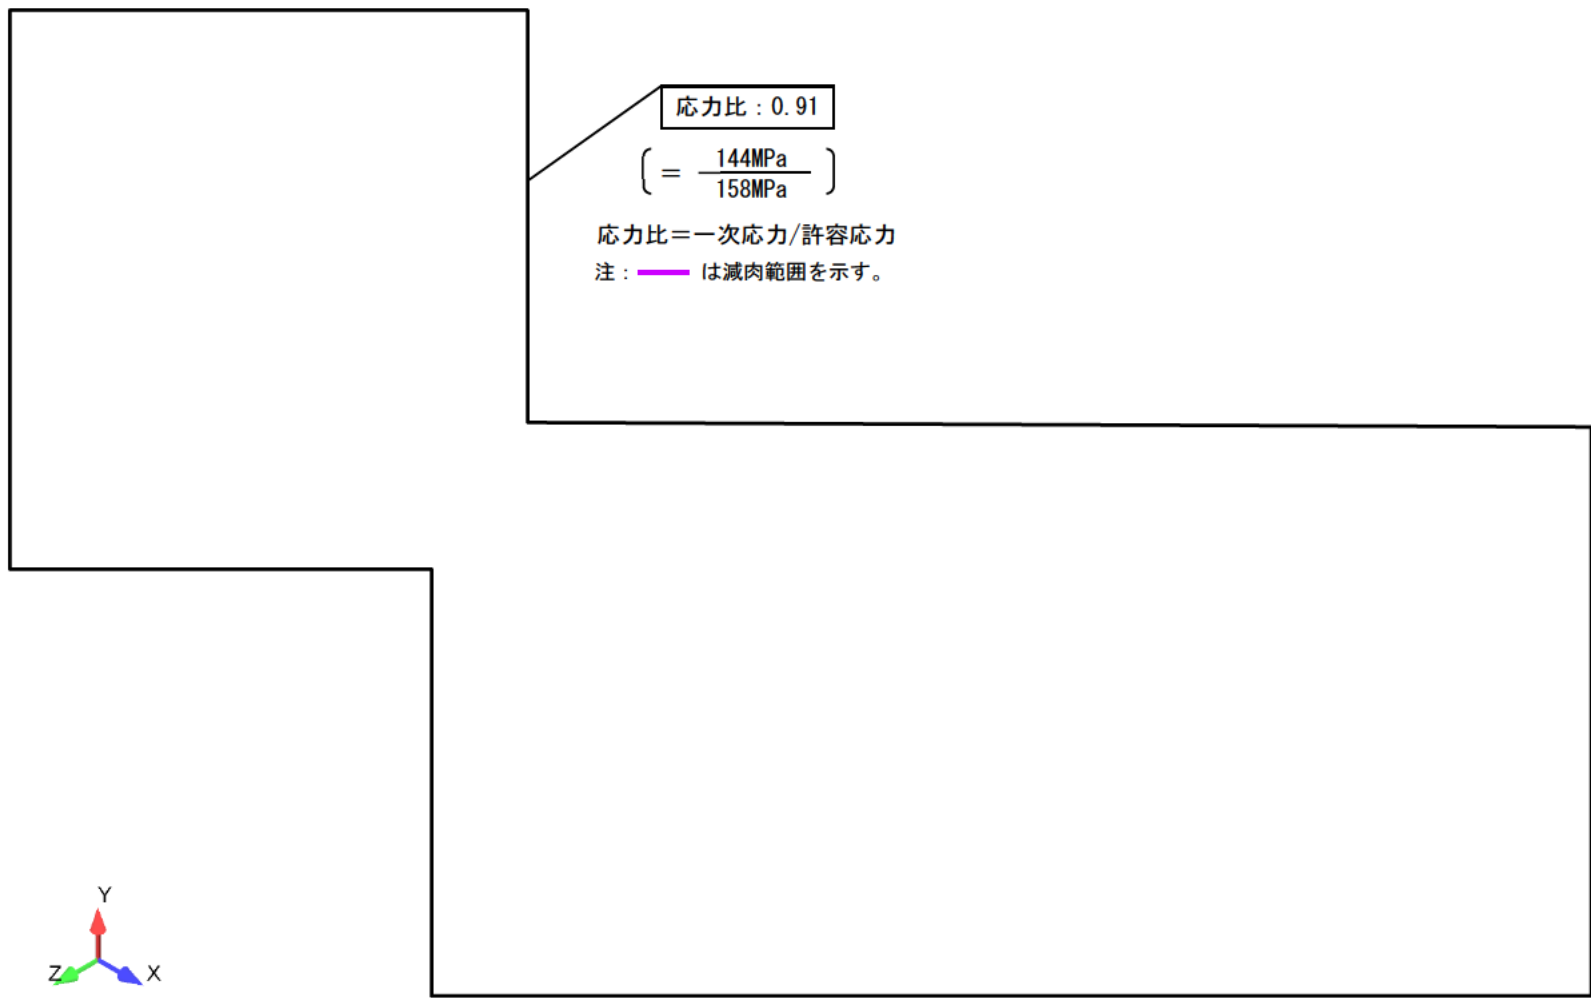 応力比：0.91
＝ 144MPa
158MPa
応力比＝一次応力/許容応力
注： は減肉範囲を示す。
Y
Z X